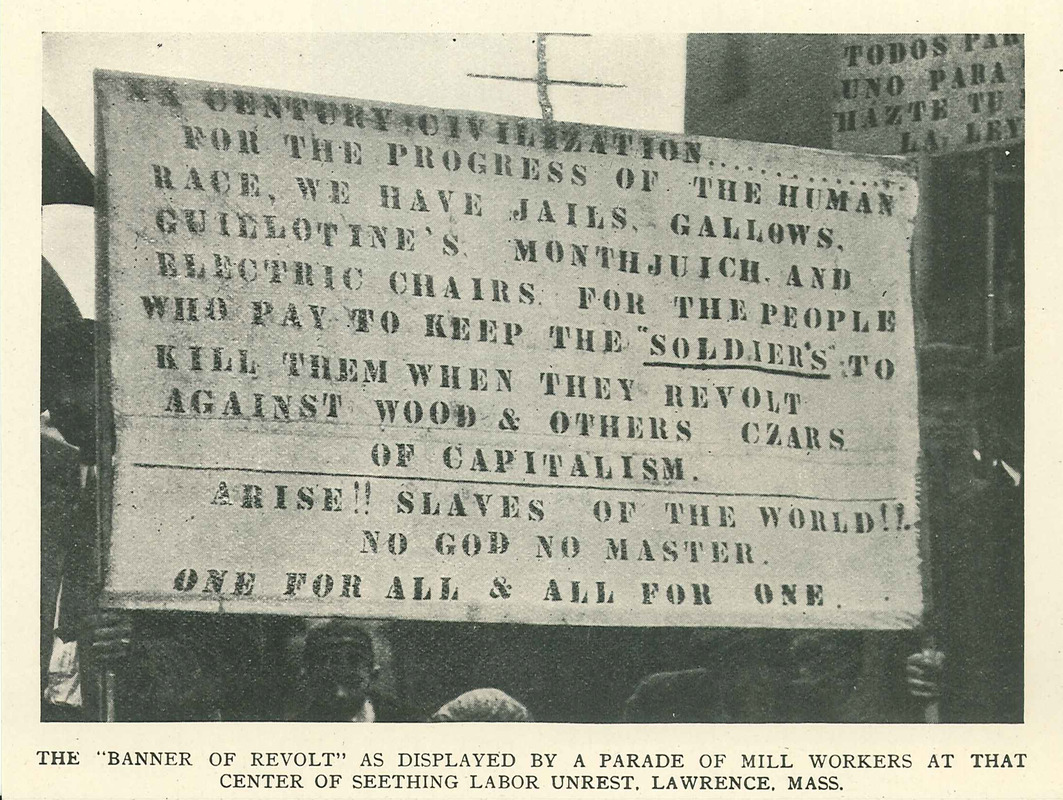 XX CENTURY CIVILIZATION..................
FOR THE PROGRESS OF THE HUMAN
RACE, WE HAVE JAILS, GALLOWS,
GUILLOTINE'S, MONTHJUICH, AND
ELECTRIC CHAIRS. FOR THE PEOPLE
WHO PAY TO KEEP THE "SOLDIER'S" TO
KILL THEM WHEN THEY REVOLT
AGAINST WOOD & OTHERS CZARS
OF CAPITALISM.
ARISE!! SLAVES OF THE WORLD!!.
NO GOD NO MASTER.
ONE FOR ALL & ALL FOR ONE.
TODOS
UNO PARA
HAZTE TU
LA LEY
THE "BANNER OF REVOLT" AS DISPLAYED BY A PARADE OF MILL WORKERS AT THAT
CENTER OF SEETHING LABOR UNREST, LAWRENCE, MASS.